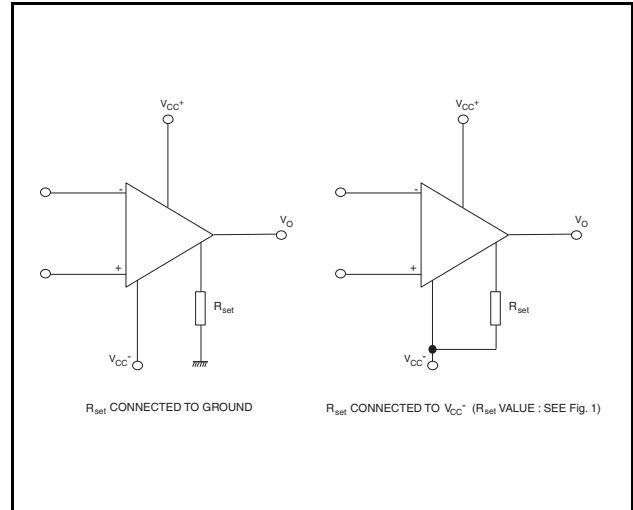 VCC+
VCC+
-
-
VO
VO
+
+
Rset
Rset
VCC-
VCC-
Rset CONNECTED TO GROUND
Rset CONNECTED TO VCC- (Rset VALUE : SEE Fig. 1)